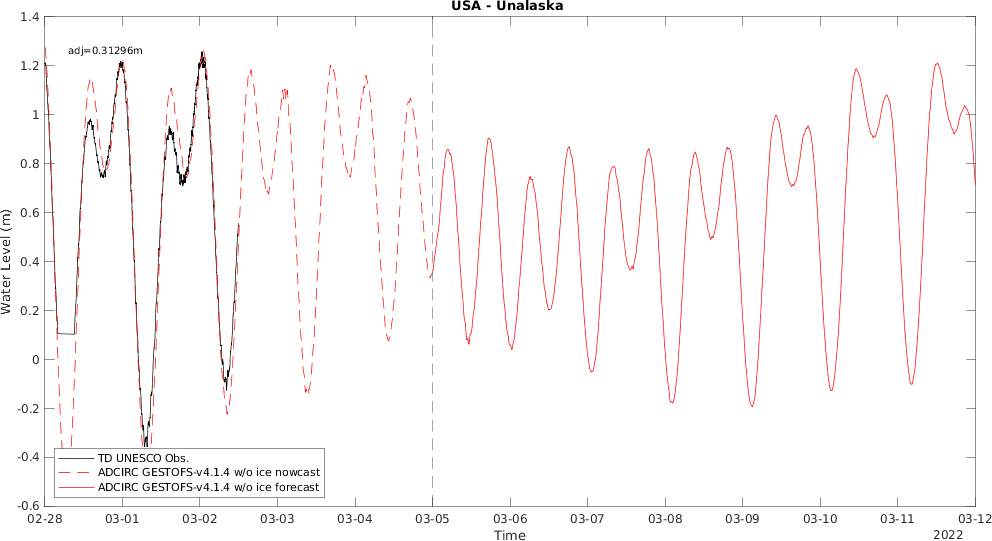 USA - Unalaska
adj=0.31296m
Water Level (m)
1.4
1.2
1
0.8
0.6
0.4
0.2
0
-0.2
-0.4
-0.6
TD UNESCO Obs.
ADCIRC GESTOFS-v4.1.4 w/o ice nowcast
ADCIRC GESTOFS-v4.1.4 w/o ice forecast
02-28 03-01 03-02 03-03 03-04 03-05 03-06 03-07 03-08 03-09 03-10 03-11 03-12
Time
2022